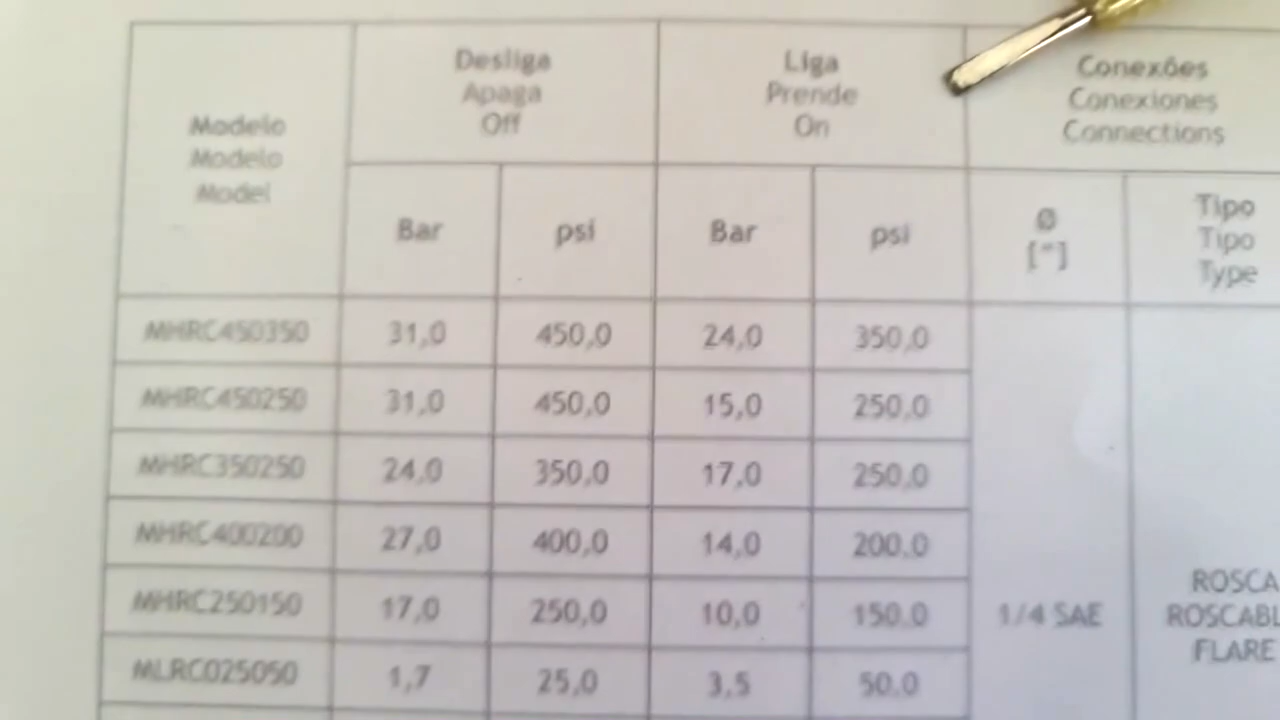 Modelo
Modelo
Model
Desliga
Apaga
Off
Liga
Prende
On
Conexões
Conexiones
Connections
Bar
psi
Bar
psi
Ø
["]
Tipo
Tipo
Type
MHRC450350 31,0 450,0 24,0 350,0
MHRC450250 31,0 450,0 15,0 250,0
MHRC350250 24,0 350,0 17,0 250,0
MHRC400200 27,0 400,0 14,0 200.0
MHRC250150 17,0 250,0 10,0 150.0
MLRC025050 1,7 25,0 3,5 50.0
1/4 SAE
ROSCA
ROSCABL
FLARE